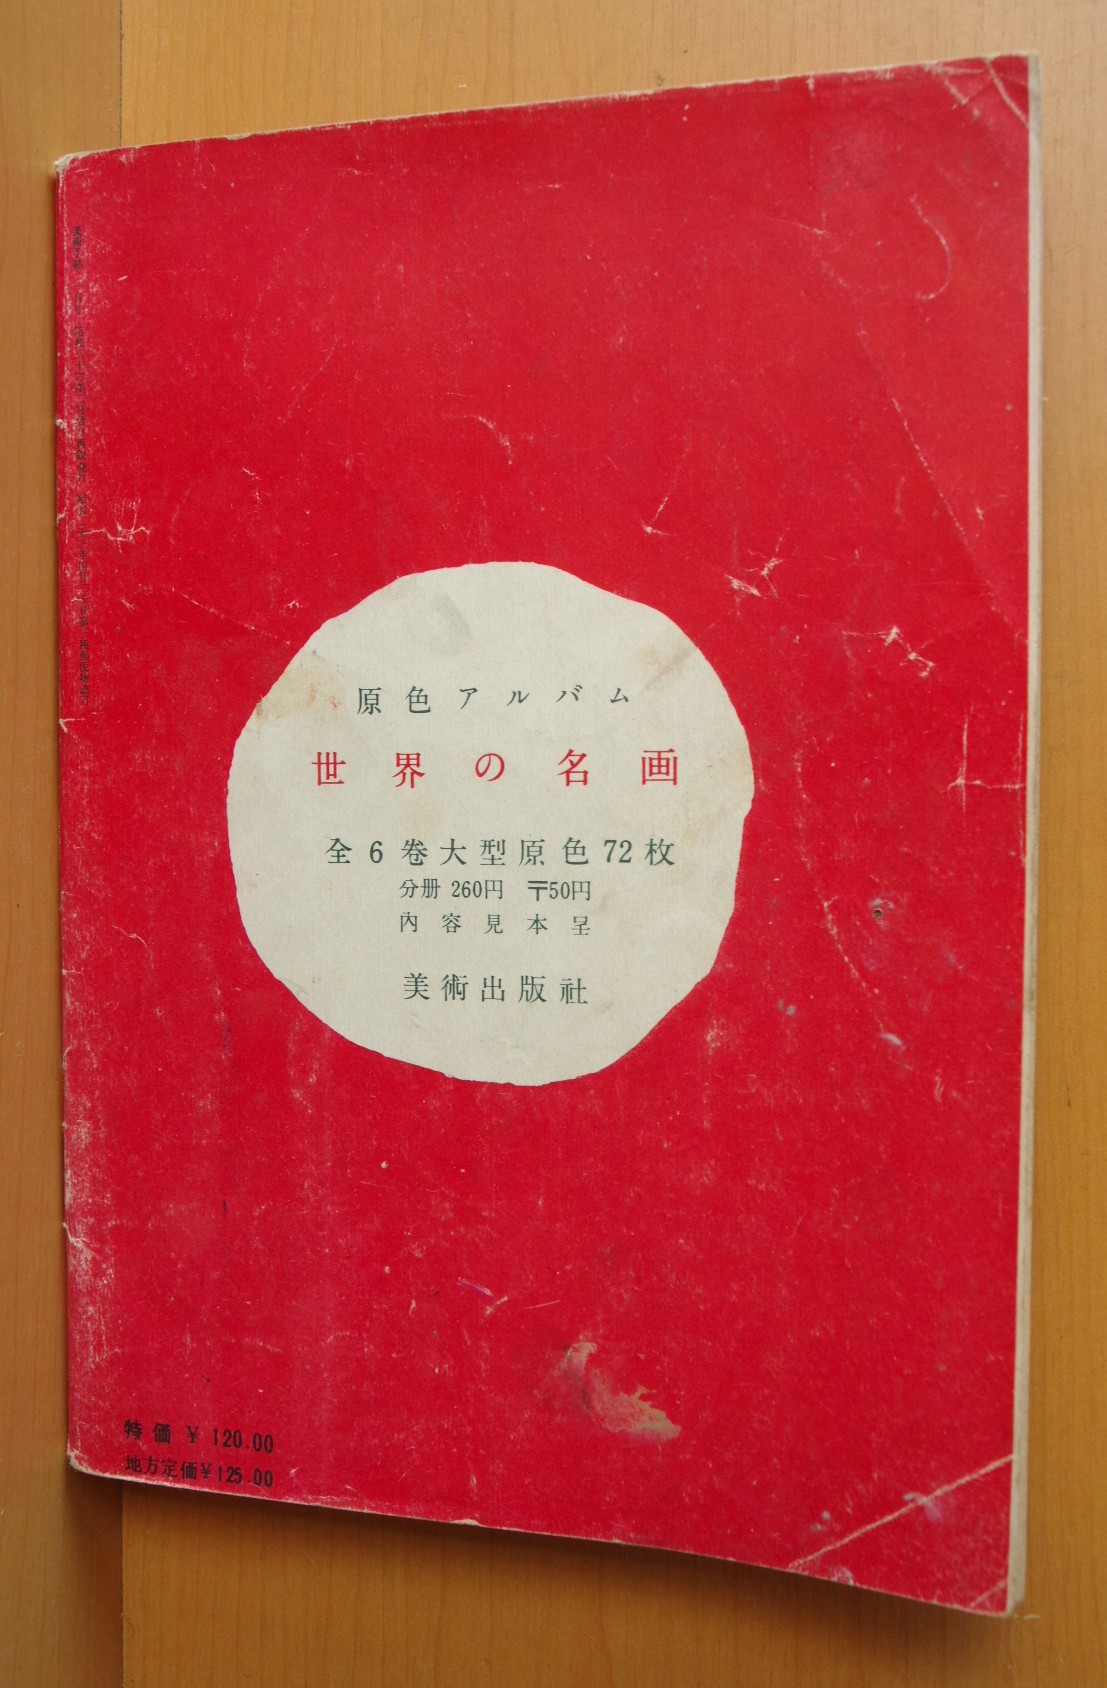 原色アルバム
世界の名画
全6巻大型原色72枚
分册 260円 〒50円
内容見本呈
美術出版社
特価 ¥ 120.00
地方定価¥125.00